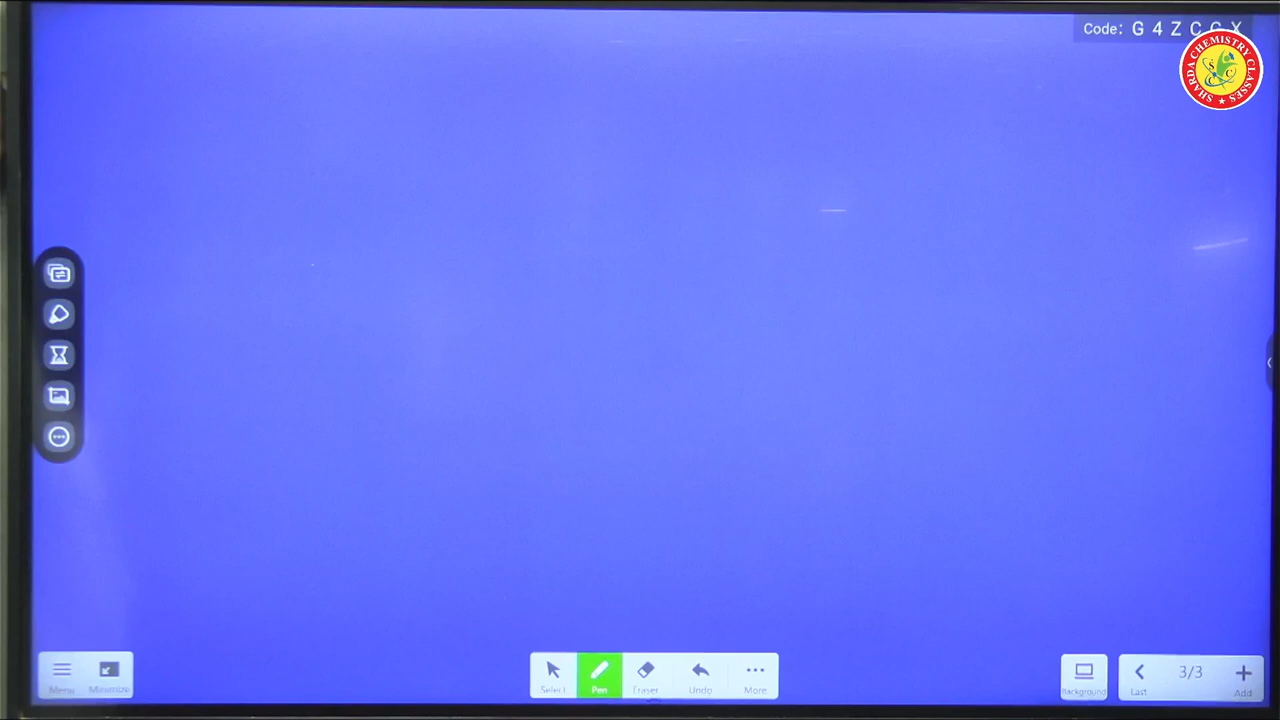 Code: G 4 Z C G X
SHARDA CHEMISTRY CLASSES
S C C
Menu Minimize
Select Pen Eraser Undo More
Background
3/3
Last Add